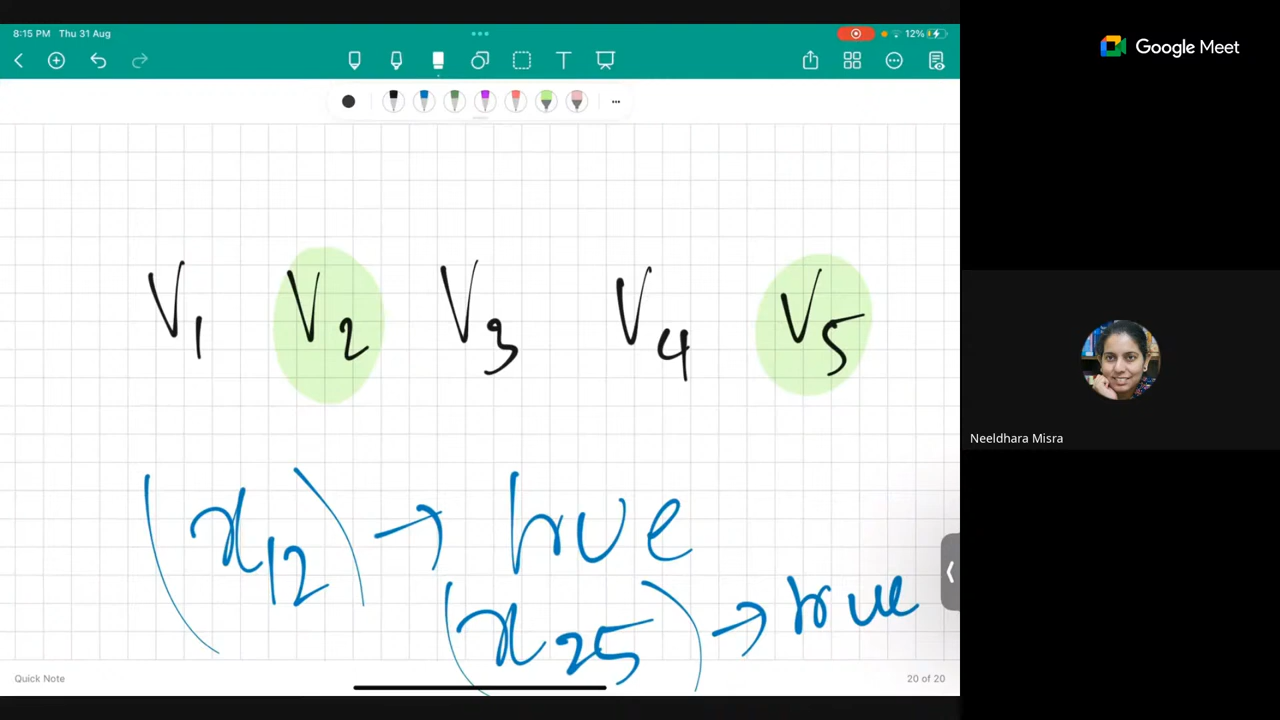 8:15 PM Thu 31 Aug
12%
Google Meet
V1 V2 V3 V4 V5
(x12) → true
(x25) → true
Neeldhara Misra
Quick Note
20 of 20